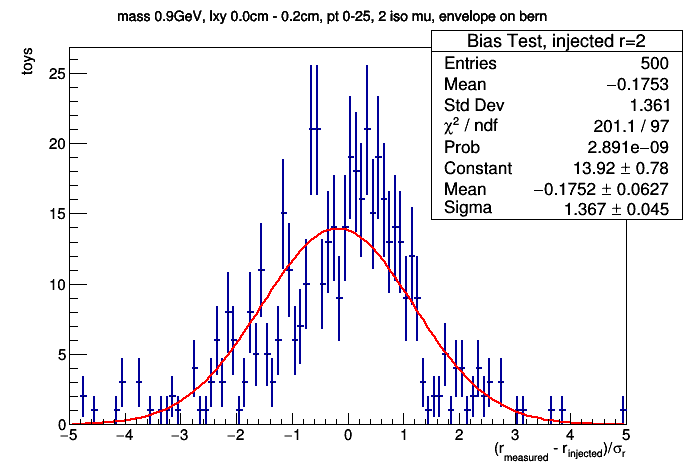 mass 0.9GeV, lxy 0.0cm - 0.2cm, pt 0-25, 2 iso mu, envelope on bern
toys
Bias Test, injected r=2
Entries 500
Mean −0.1753
Std Dev 1.361
χ² / ndf 201.1 / 97
Prob 2.891e−09
Constant 13.92 ± 0.78
Mean −0.1752 ± 0.0627
Sigma 1.367 ± 0.045
25
20
15
10
5
0
−5 −4 −3 −2 −1 0 1 2 3 4 5
(r_measured - r_injected)/σ_r